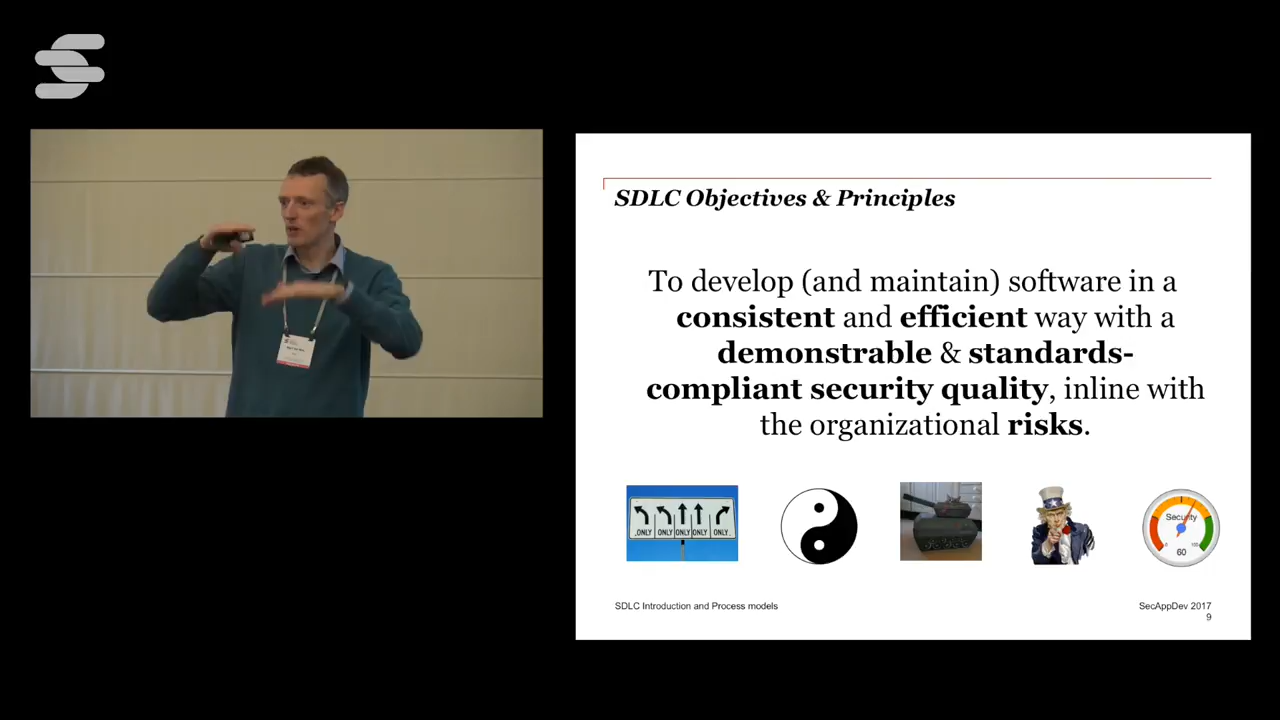 SDLC Objectives & Principles
To develop (and maintain) software in a
consistent and efficient way with a
demonstrable & standards-
compliant security quality, inline with
the organizational risks.
ONLY ONLY ONLY ONLY ONLY
Security
0 100
60
SDLC Introduction and Process models
SecAppDev 2017
9